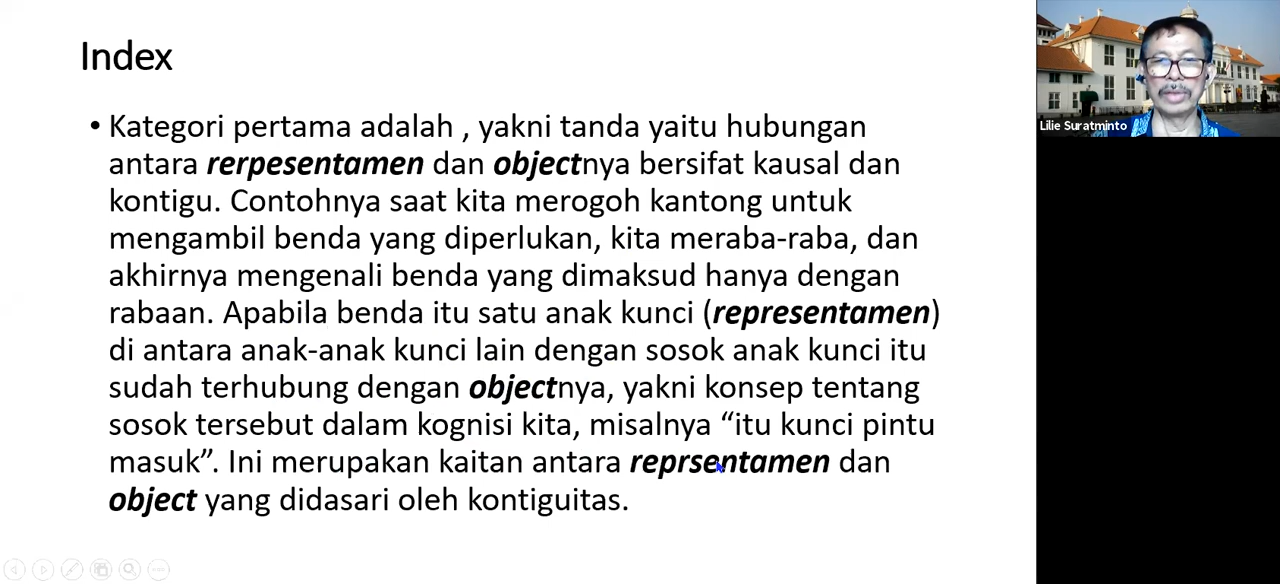 Index
• Kategori pertama adalah , yakni tanda yaitu hubungan
antara rerpesentamen dan objectnya bersifat kausal dan
kontigu. Contohnya saat kita merogoh kantong untuk
mengambil benda yang diperlukan, kita meraba-raba, dan
akhirnya mengenali benda yang dimaksud hanya dengan
rabaan. Apabila benda itu satu anak kunci (representamen)
di antara anak-anak kunci lain dengan sosok anak kunci itu
sudah terhubung dengan objectnya, yakni konsep tentang
sosok tersebut dalam kognisi kita, misalnya “itu kunci pintu
masuk”. Ini merupakan kaitan antara reprsentamen dan
object yang didasari oleh kontiguitas.
Lilie Suratminto